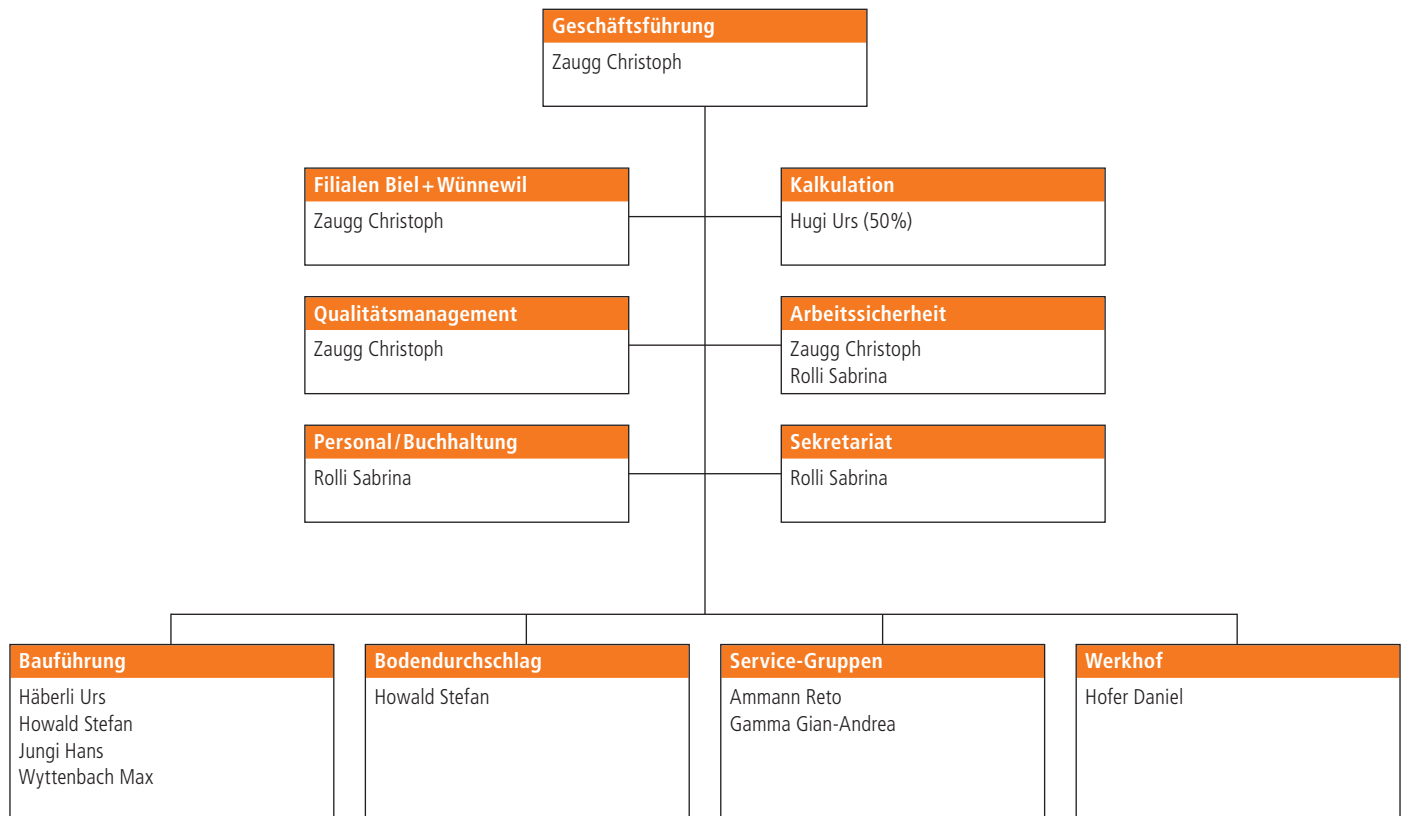 Geschäftsführung
Zaugg Christoph
Filialen Biel + Wünnewil
Zaugg Christoph
Kalkulation
Hugi Urs (50%)
Qualitätsmanagement
Zaugg Christoph
Arbeitssicherheit
Zaugg Christoph
Rolli Sabrina
Personal / Buchhaltung
Rolli Sabrina
Sekretariat
Rolli Sabrina
Bauführung
Häberli Urs
Howald Stefan
Jungi Hans
Wyttenbach Max
Bodendurchschlag
Howald Stefan
Service-Gruppen
Ammann Reto
Gamma Gian-Andrea
Werkhof
Hofer Daniel